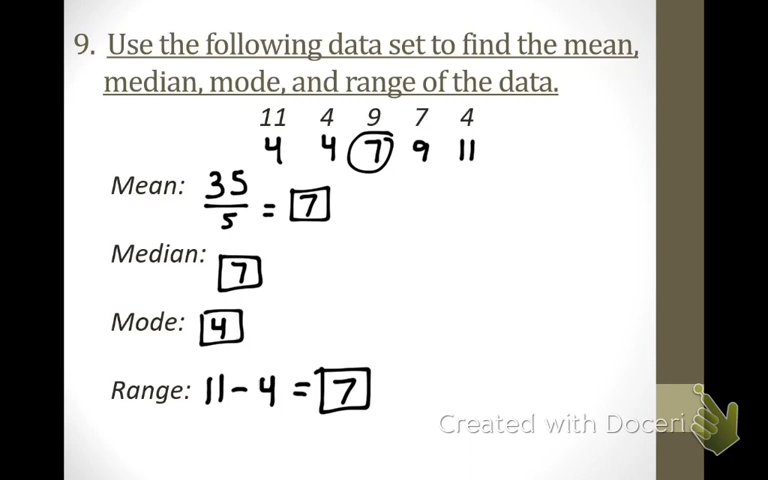 9. Use the following data set to find the mean,
median, mode, and range of the data.
11 4 9 7 4
4 4 7 9 11
Mean: 35/5 = 7
Median: 7
Mode: 4
Range: 11 - 4 = 7
Created with Doceri